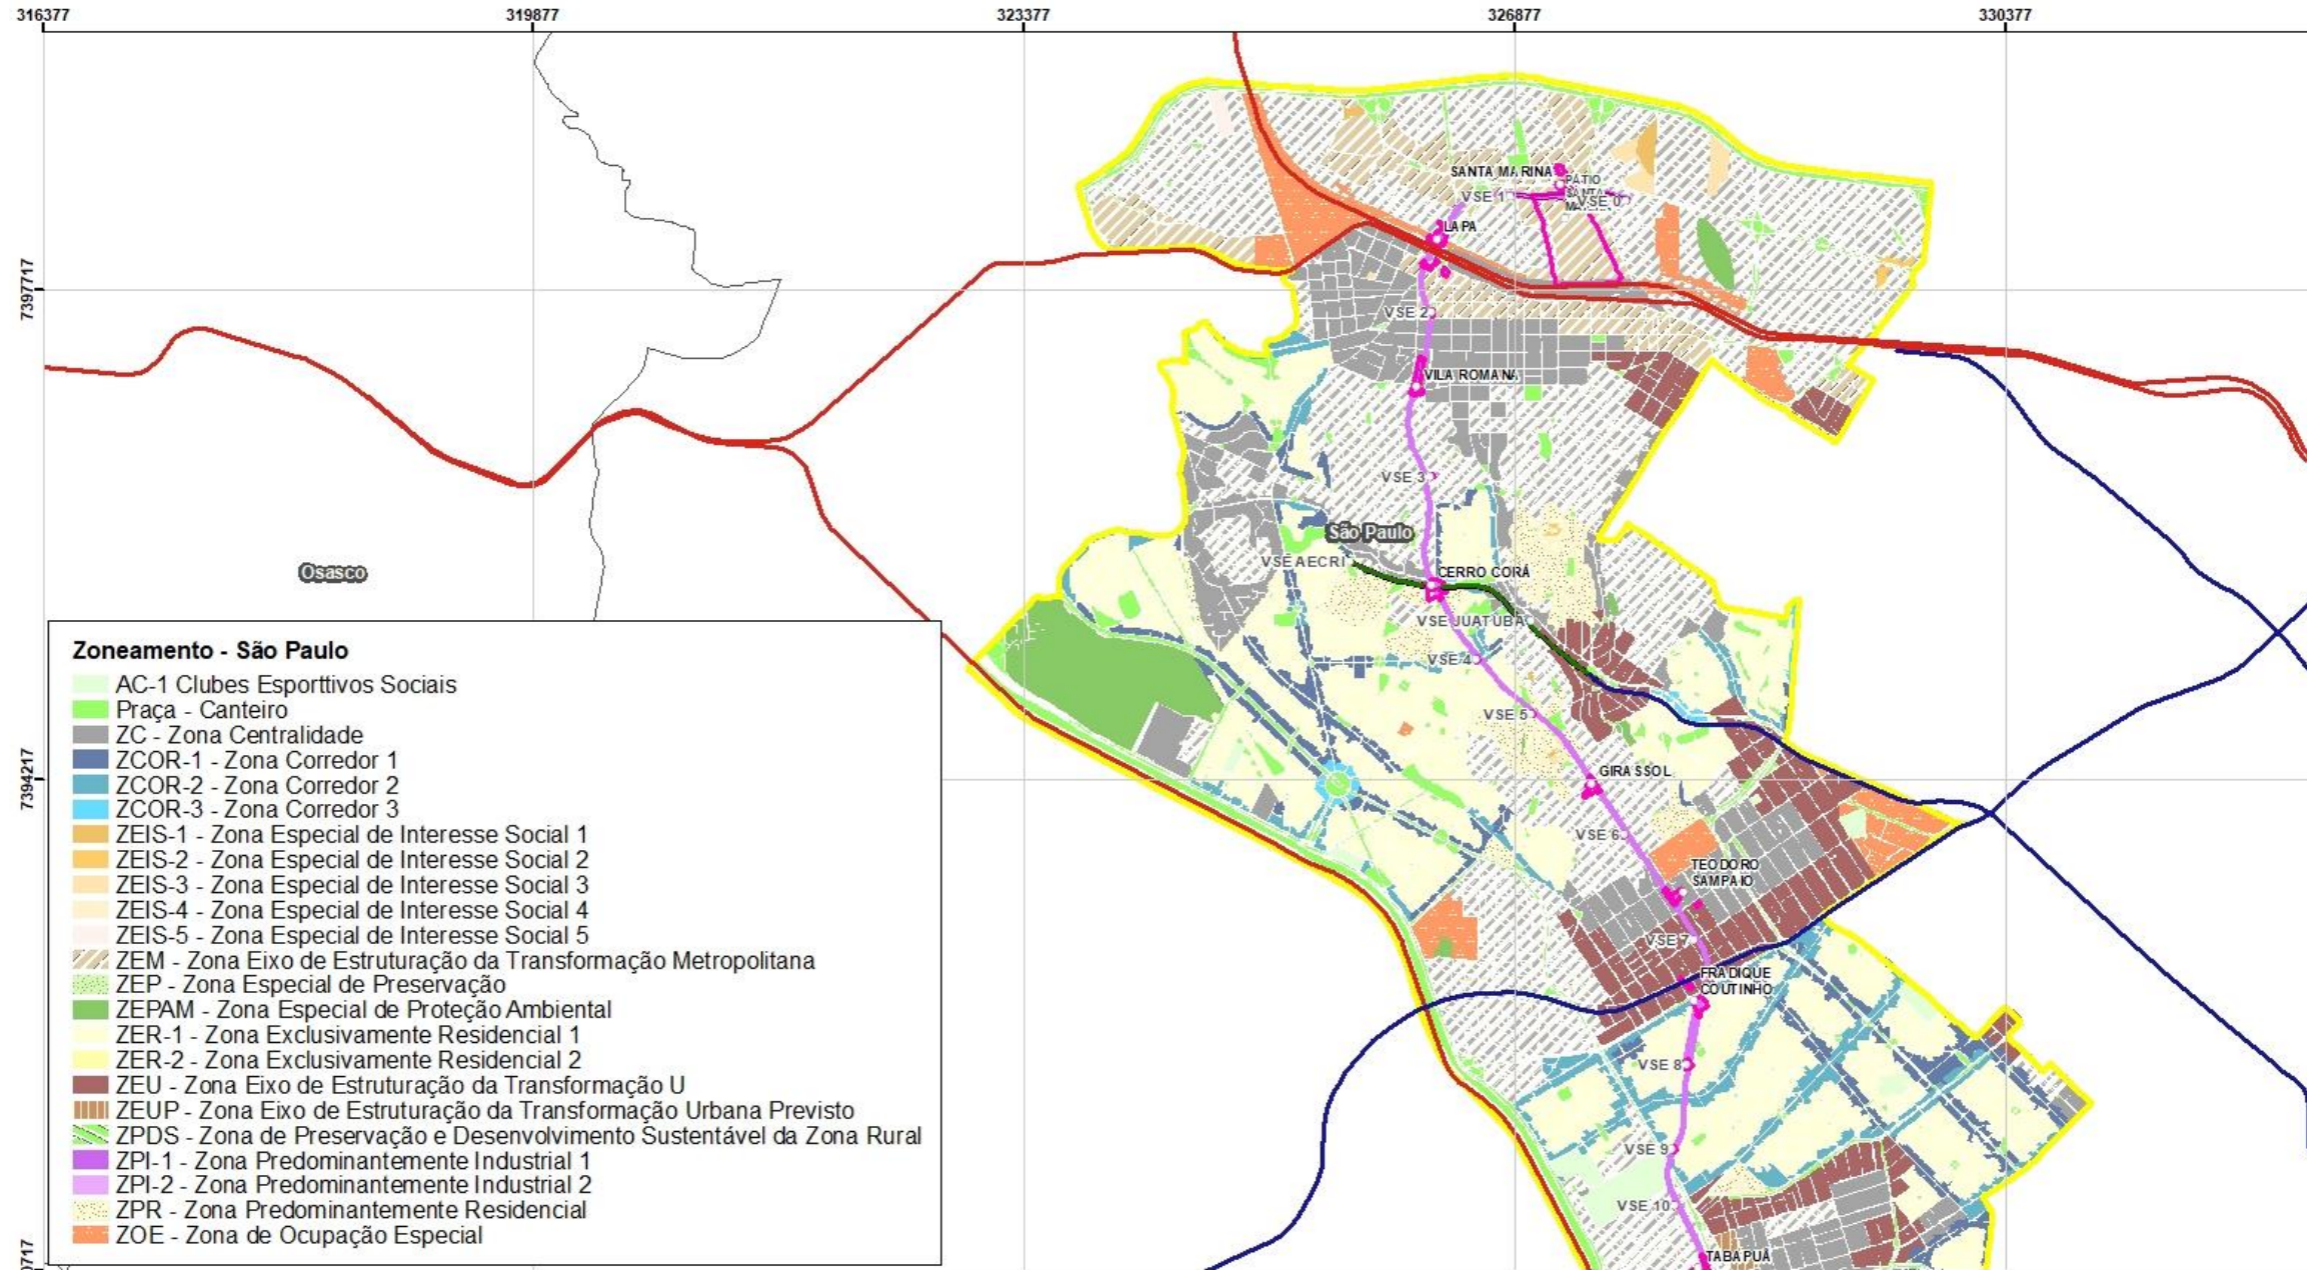 316377 319877 323377 326877 330377
SANTA MARINA
PÁTIO
SANTA
VSE 1
VSE 0
LAPA
7397717
VSE 2
VILA ROMANA
VSE 3
São Paulo
VSE AECRI
CERRO CORÁ
Osasco
VSE JUATUBA
VSE 4
VSE 5
GIRASSOL
7394217
VSE 6
TEODORO
SAMPAIO
VSE 7
FRADIQUE
COUTINHO
VSE 8
VSE 9
VSE 10
TABAPUÃ
Zoneamento - São Paulo
AC-1 Clubes Esporttivos Sociais
Praça - Canteiro
ZC - Zona Centralidade
ZCOR-1 - Zona Corredor 1
ZCOR-2 - Zona Corredor 2
ZCOR-3 - Zona Corredor 3
ZEIS-1 - Zona Especial de Interesse Social 1
ZEIS-2 - Zona Especial de Interesse Social 2
ZEIS-3 - Zona Especial de Interesse Social 3
ZEIS-4 - Zona Especial de Interesse Social 4
ZEIS-5 - Zona Especial de Interesse Social 5
ZEM - Zona Eixo de Estruturação da Transformação Metropolitana
ZEP - Zona Especial de Preservação
ZEPAM - Zona Especial de Proteção Ambiental
ZER-1 - Zona Exclusivamente Residencial 1
ZER-2 - Zona Exclusivamente Residencial 2
ZEU - Zona Eixo de Estruturação da Transformação U
ZEUP - Zona Eixo de Estruturação da Transformação Urbana Previsto
ZPDS - Zona de Preservação e Desenvolvimento Sustentável da Zona Rural
ZPI-1 - Zona Predominantemente Industrial 1
ZPI-2 - Zona Predominantemente Industrial 2
ZPR - Zona Predominantemente Residencial
ZOE - Zona de Ocupação Especial